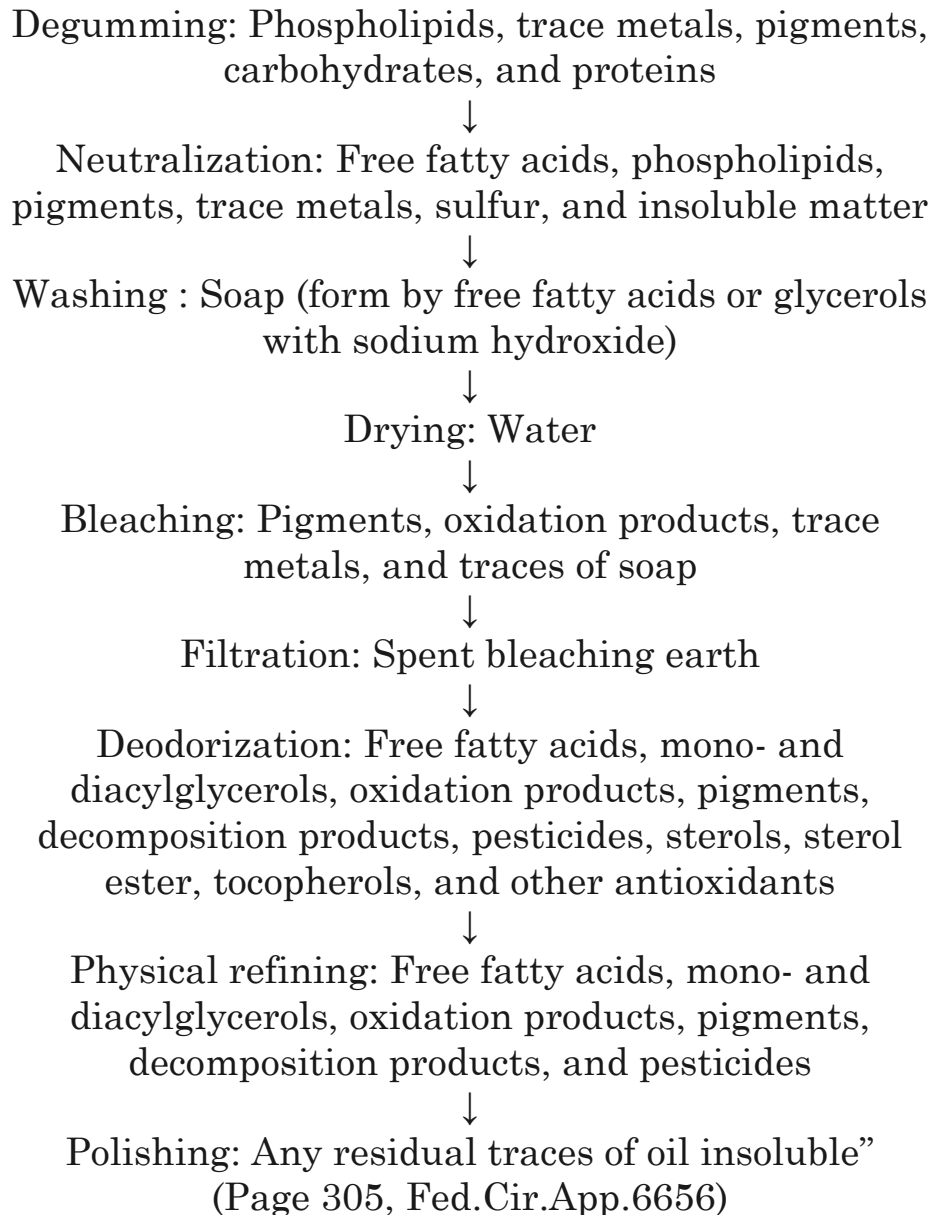 Degumming: Phospholipids, trace metals, pigments,
carbohydrates, and proteins
↓
Neutralization: Free fatty acids, phospholipids,
pigments, trace metals, sulfur, and insoluble matter
↓
Washing : Soap (form by free fatty acids or glycerols
with sodium hydroxide)
↓
Drying: Water
↓
Bleaching: Pigments, oxidation products, trace
metals, and traces of soap
↓
Filtration: Spent bleaching earth
↓
Deodorization: Free fatty acids, mono- and
diacylglycerols, oxidation products, pigments,
decomposition products, pesticides, sterols, sterol
ester, tocopherols, and other antioxidants
↓
Physical refining: Free fatty acids, mono- and
diacylglycerols, oxidation products, pigments,
decomposition products, and pesticides
↓
Polishing: Any residual traces of oil insoluble”
(Page 305, Fed.Cir.App.6656)